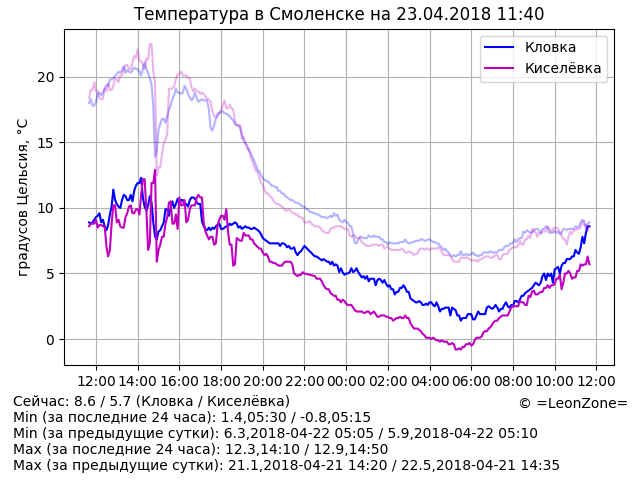 Температура в Смоленске на 23.04.2018 11:40
Кловка
Киселёвка
градусов Цельсия, °C
20
15
10
5
0
12:00 14:00 16:00 18:00 20:00 22:00 00:00 02:00 04:00 06:00 08:00 10:00 12:00
Сейчас: 8.6 / 5.7 (Кловка / Киселёвка)
© =LeonZone=
Min (за последние 24 часа): 1.4,05:30 / -0.8,05:15
Min (за предыдущие сутки): 6.3,2018-04-22 05:05 / 5.9,2018-04-22 05:10
Max (за последние 24 часа): 12.3,14:10 / 12.9,14:50
Max (за предыдущие сутки): 21.1,2018-04-21 14:20 / 22.5,2018-04-21 14:35